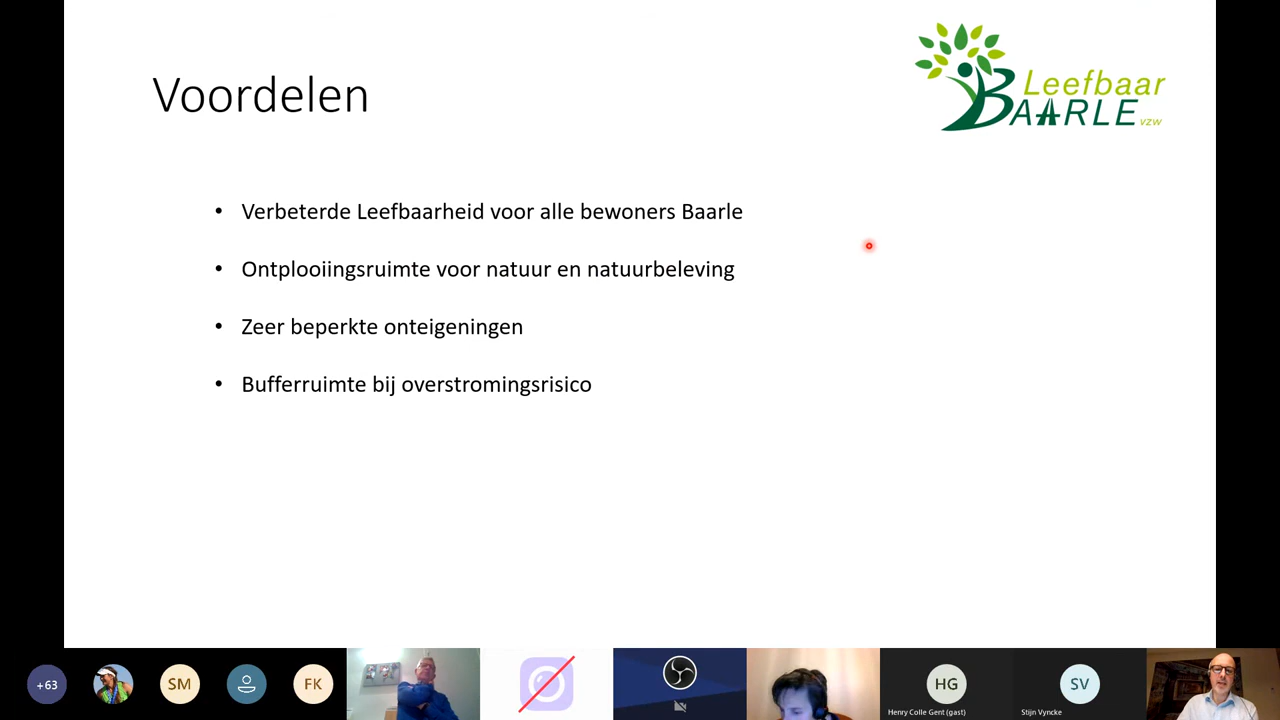 Voordelen
Leefbaar
BAARLE vzw
• Verbeterde Leefbaarheid voor alle bewoners Baarle
• Ontplooiingsruimte voor natuur en natuurbeleving
• Zeer beperkte onteigeningen
• Bufferruimte bij overstromingsrisico
+63
SM
FK
HG
SV
Henry Colle Gent (gast)
Stijn Vyncke